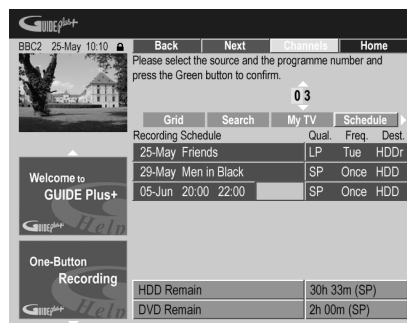 GUIDE Plus+
BBC2 25-May 10:10
Back Next Channels Home
Please select the source and the programme number and
press the Green button to confirm.
03
Grid Search My TV Schedule
Recording Schedule Qual. Freq. Dest.
25-May Friends LP Tue HDDr
29-May Men in Black SP Once HDD
05-Jun 20:00 22:00 SP Once HDD
Welcome to
GUIDE Plus+
GUIDE Plus+ Help
One-Button
Recording
GUIDE Plus+ Help
HDD Remain 30h 33m (SP)
DVD Remain 2h 00m (SP)